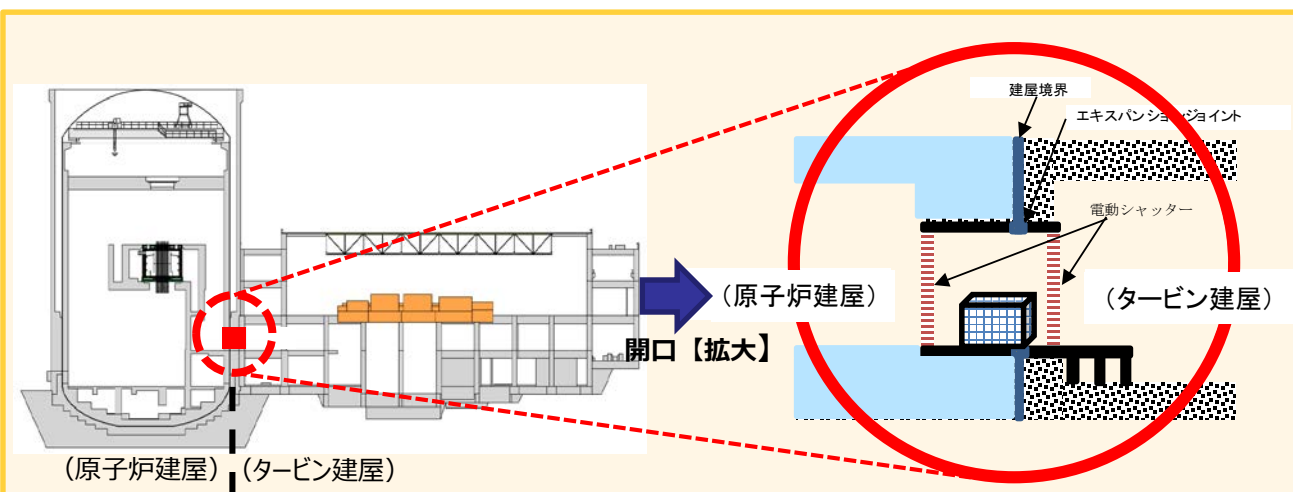 建屋境界
エキスパンションジョイント
電動シャッター
（原子炉建屋）
（タービン建屋）
開口【拡大】
（原子炉建屋）
（タービン建屋）